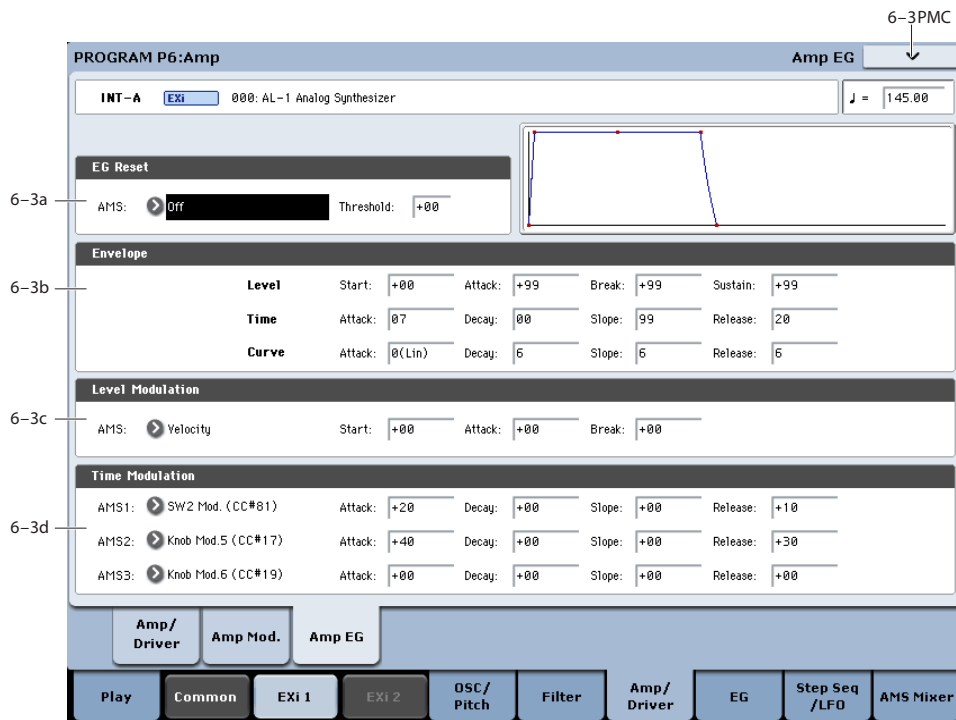 6–3PMC
PROGRAM P6:Amp
Amp EG
INT-A EXi 000: AL-1 Analog Synthesizer
♩ = 145.00
EG Reset
6–3a
AMS: Off Threshold: +00
Envelope
6–3b
Level Start: +00 Attack: +99 Break: +99 Sustain: +99
Time Attack: 07 Decay: 00 Slope: 99 Release: 20
Curve Attack: 0(Lin) Decay: 6 Slope: 6 Release: 6
Level Modulation
6–3c
AMS: Velocity Start: +00 Attack: +00 Break: +00
Time Modulation
AMS1: SW2 Mod. (CC#81) Attack: +20 Decay: +00 Slope: +00 Release: +10
6–3d
AMS2: Knob Mod.5 (CC#17) Attack: +40 Decay: +00 Slope: +00 Release: +30
AMS3: Knob Mod.6 (CC#19) Attack: +00 Decay: +00 Slope: +00 Release: +00
Amp/
Driver
Amp Mod.
Amp EG
Play
Common
EXi 1
EXi 2
OSC/
Pitch
Filter
Amp/
Driver
EG
Step Seq
/LFO
AMS Mixer